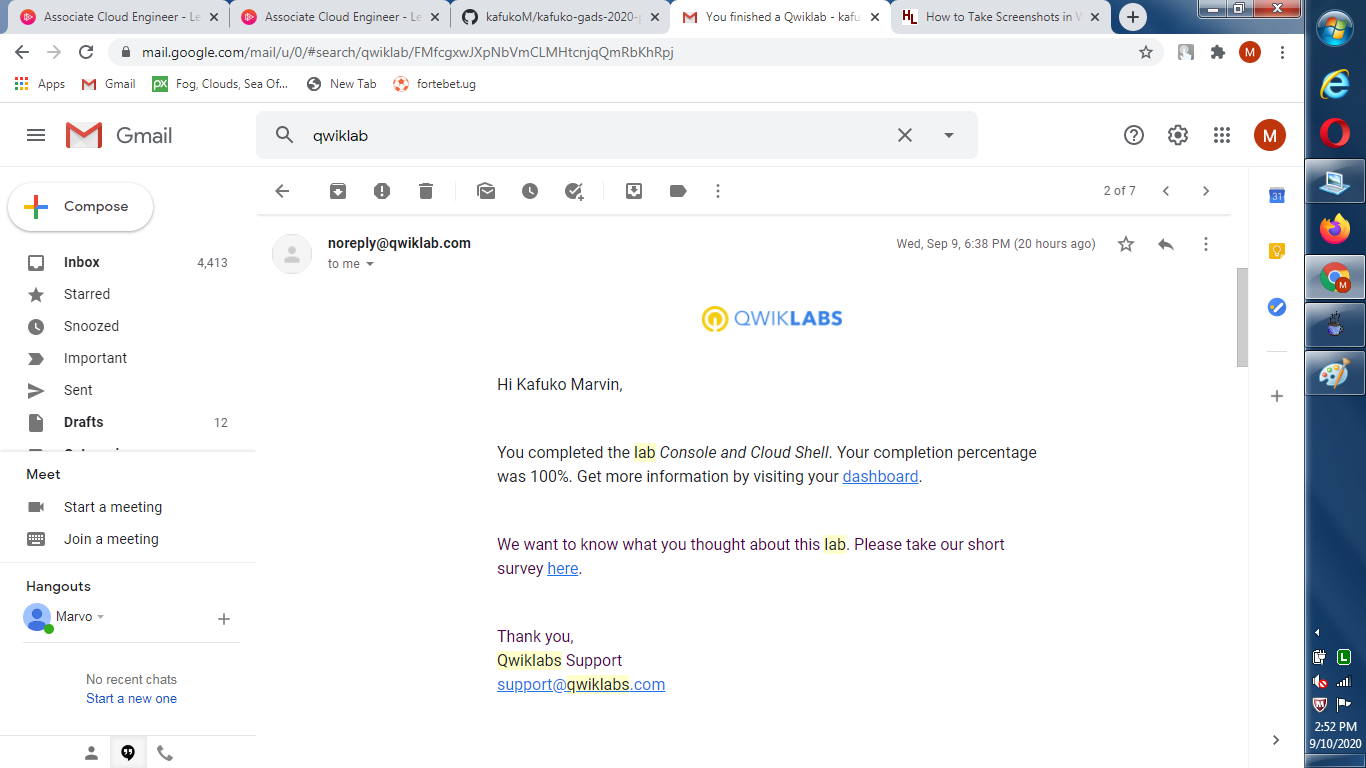 Associate Cloud Engineer - Le
Associate Cloud Engineer - Le
kafukoM/kafuko-gads-2020-p
You finished a Qwiklab - kafu
How to Take Screenshots in W
mail.google.com/mail/u/0/#search/qwiklab/FMfcgxwJXpNbVmCLMHtcnjqQmRbKhRpj
M
Apps
Gmail
px
Fog, Clouds, Sea Of...
New Tab
fortebet.ug
Gmail
qwiklab
M
Compose
2 of 7
31
Inbox 4,413
Starred
Snoozed
Important
Sent
Drafts 12
Meet
Start a meeting
Join a meeting
Hangouts
Marvo
No recent chats
Start a new one
noreply@qwiklab.com
Wed, Sep 9, 6:38 PM (20 hours ago)
to me
QWIKLABS
Hi Kafuko Marvin,
You completed the lab Console and Cloud Shell. Your completion percentage
was 100%. Get more information by visiting your dashboard.
We want to know what you thought about this lab. Please take our short
survey here.
Thank you,
Qwiklabs Support
support@qwiklabs.com
M
L
2:52 PM
9/10/2020